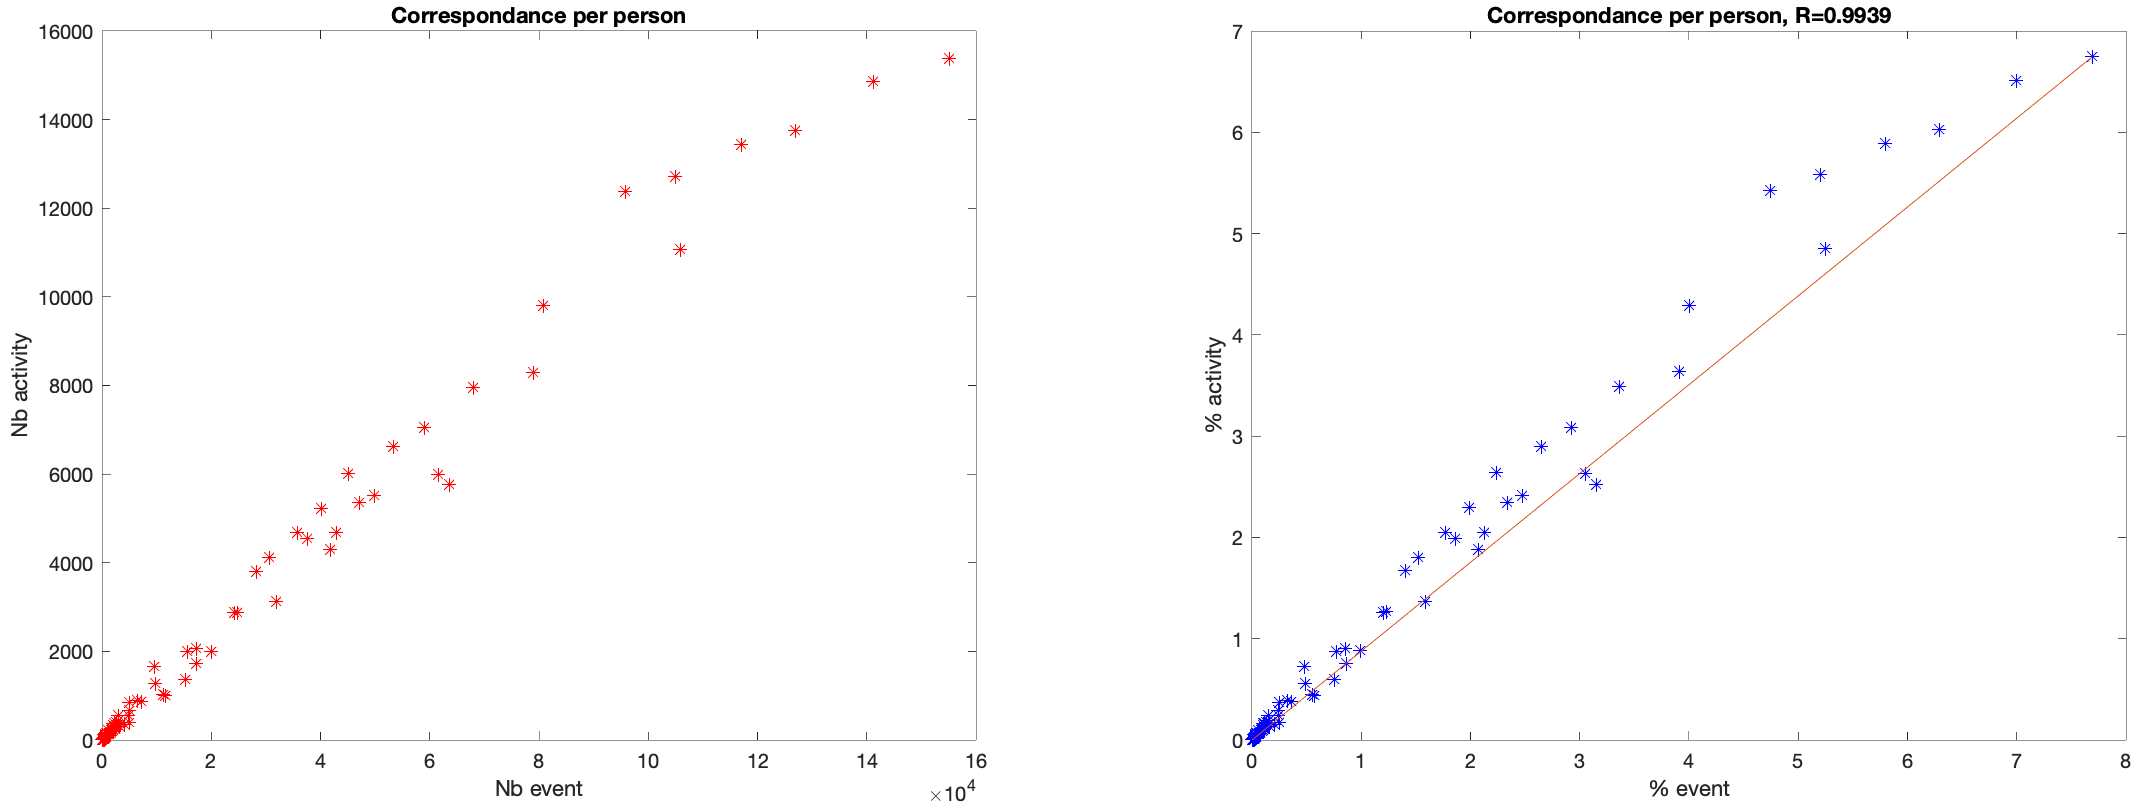 Correspondance per person
16000
14000
12000
10000
8000
6000
4000
2000
0
Nb activity
0 2 4 6 8 10 12 14 16
Nb event
×10⁴
Correspondance per person, R=0.9939
7
6
5
4
3
2
1
0
% activity
0 1 2 3 4 5 6 7 8
% event